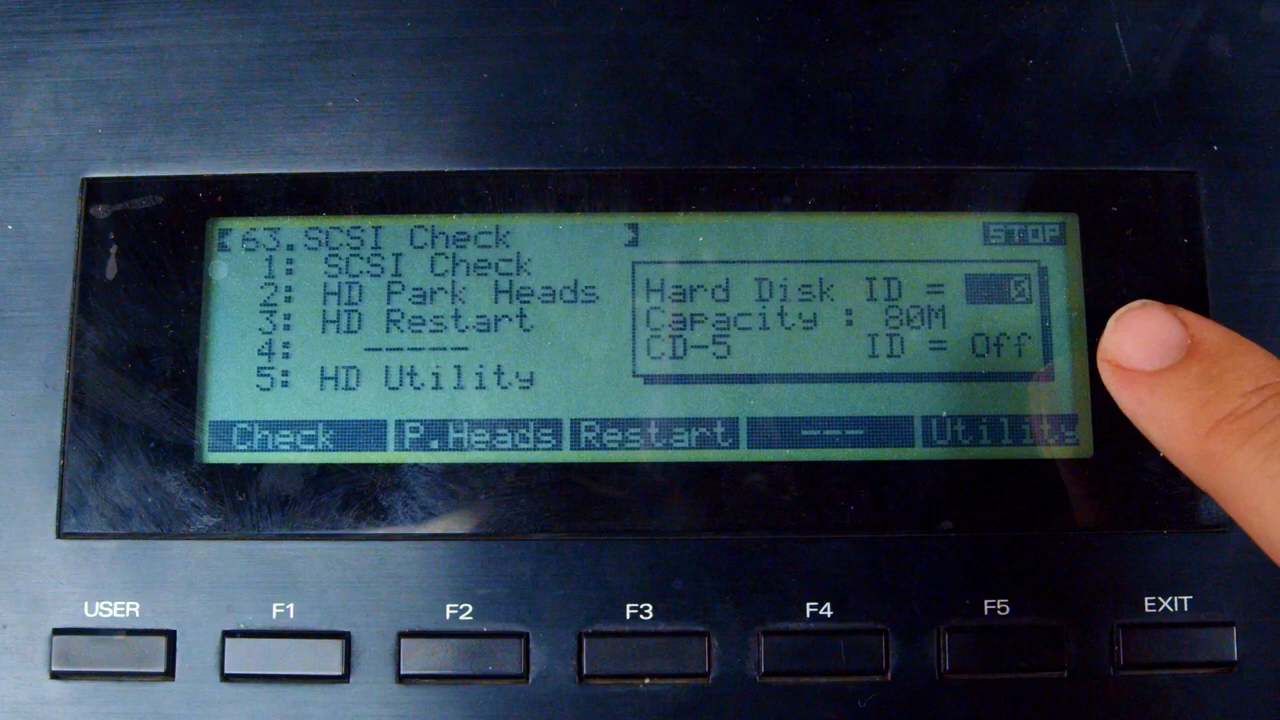 [63.SCSI Check ] STOP
1: SCSI Check
2: HD Park Heads
3: HD Restart
4: -----
5: HD Utility
Hard Disk ID = 0
Capacity : 80M
CD-5 ID = Off
Check P.Heads Restart --- Utility
USER F1 F2 F3 F4 F5 EXIT